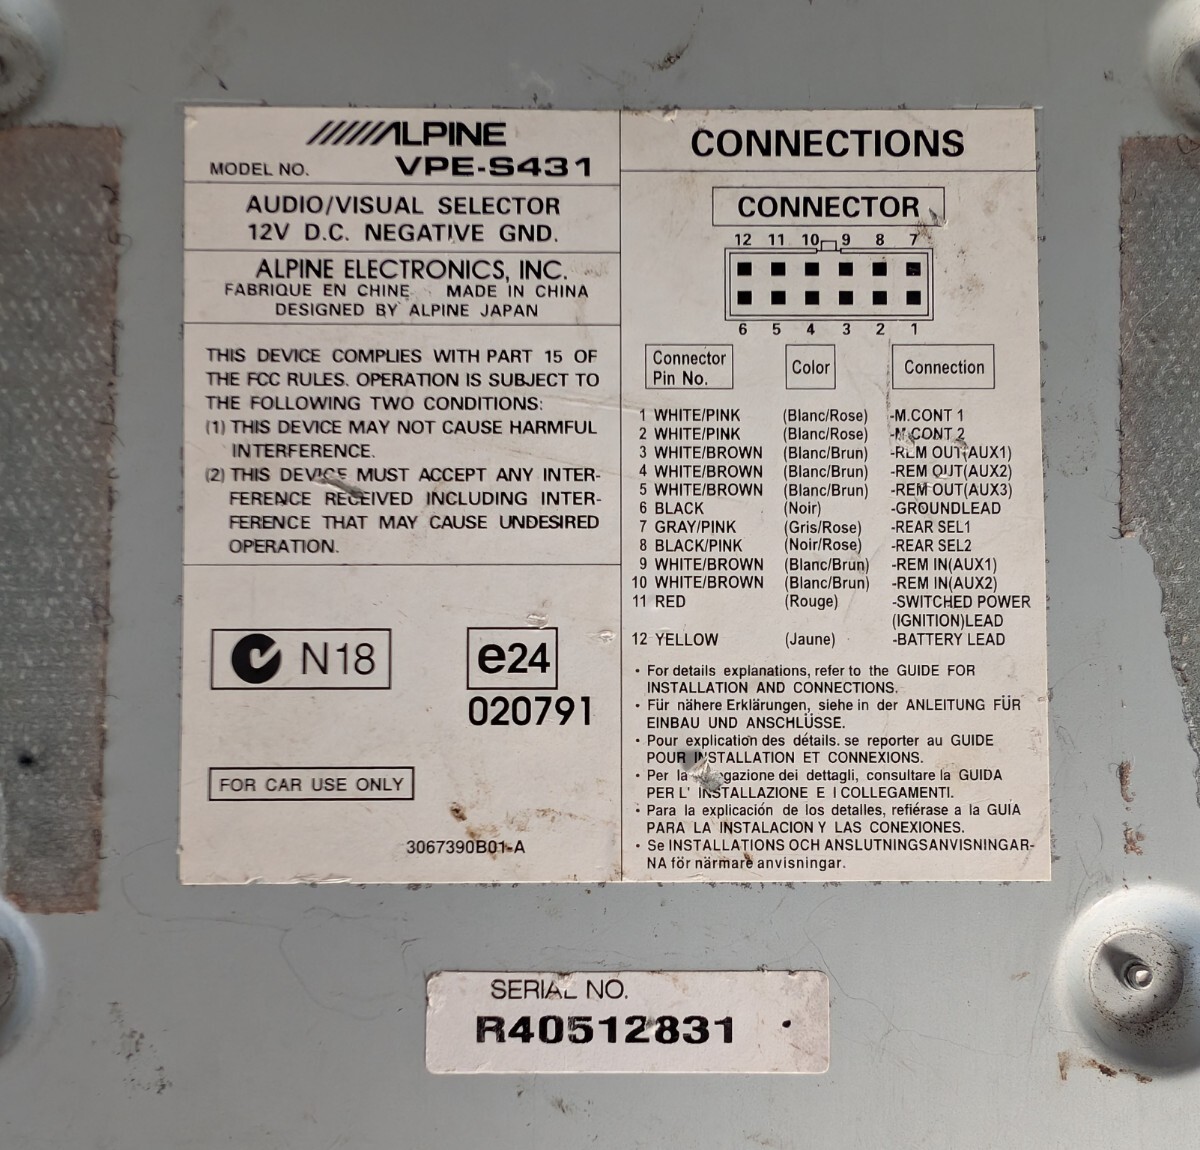 ALPINE
MODEL NO. VPE-S431
AUDIO/VISUAL SELECTOR
12V D.C. NEGATIVE GND.
ALPINE ELECTRONICS, INC.
FABRIQUE EN CHINE MADE IN CHINA
DESIGNED BY ALPINE JAPAN
THIS DEVICE COMPLIES WITH PART 15 OF
THE FCC RULES. OPERATION IS SUBJECT TO
THE FOLLOWING TWO CONDITIONS:
(1) THIS DEVICE MAY NOT CAUSE HARMFUL
INTERFERENCE.
(2) THIS DEVICE MUST ACCEPT ANY INTER-
FERENCE RECEIVED INCLUDING INTER-
FERENCE THAT MAY CAUSE UNDESIRED
OPERATION.
N18
e24
020791
FOR CAR USE ONLY
3067390B01-A
CONNECTIONS
CONNECTOR
12 11 10 9 8 7
6 5 4 3 2 1
Connector Pin No. Color Connection
1 WHITE/PINK (Blanc/Rose) -M.CONT 1
2 WHITE/PINK (Blanc/Rose) -M.CONT 2
3 WHITE/BROWN (Blanc/Brun) -REM OUT(AUX1)
4 WHITE/BROWN (Blanc/Brun) -REM OUT(AUX2)
5 WHITE/BROWN (Blanc/Brun) -REM OUT(AUX3)
6 BLACK (Noir) -GROUNDLEAD
7 GRAY/PINK (Gris/Rose) -REAR SEL1
8 BLACK/PINK (Noir/Rose) -REAR SEL2
9 WHITE/BROWN (Blanc/Brun) -REM IN(AUX1)
10 WHITE/BROWN (Blanc/Brun) -REM IN(AUX2)
11 RED (Rouge) -SWITCHED POWER
(IGNITION)LEAD
12 YELLOW (Jaune) -BATTERY LEAD
• For details explanations, refer to the GUIDE FOR
INSTALLATION AND CONNECTIONS.
• Für nähere Erklärungen, siehe in der ANLEITUNG FÜR
EINBAU UND ANSCHLÜSSE.
• Pour explication des détails. se reporter au GUIDE
POUR INSTALLATION ET CONNEXIONS.
• Per la dei dettagli, consultare la GUIDA
PER L' INSTALLAZIONE E I COLLEGAMENTI.
• Para la explicación de los detalles, refiérase a la GUIA
PARA LA INSTALACION Y LAS CONEXIONES.
• Se INSTALLATIONS OCH ANSLUTNINGSANVISNINGAR-
NA för närmare anvisningar.
SERIAL NO.
R40512831